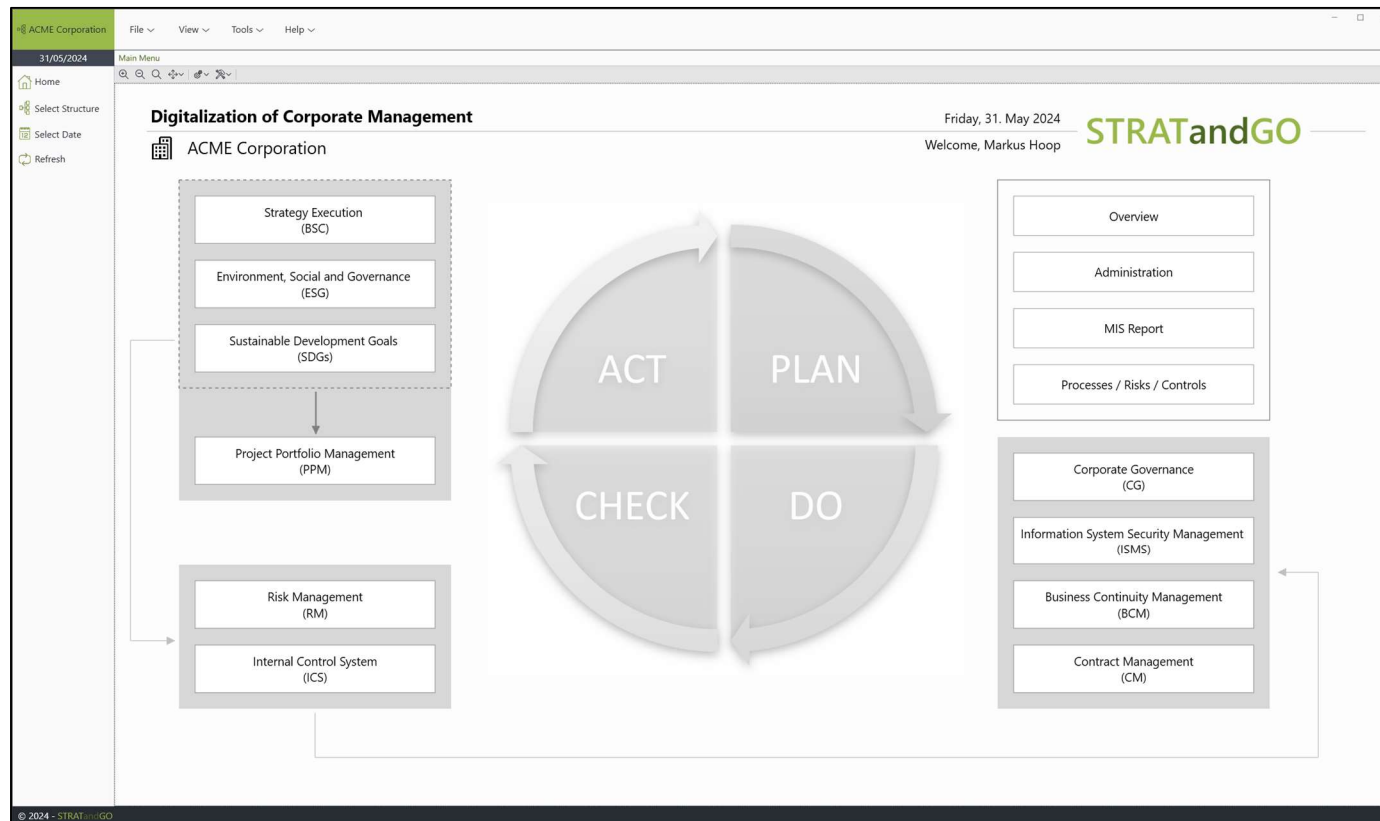 ACME Corporation
File
View
Tools
Help
31/05/2024
Main Menu
Home
Select Structure
Select Date
Refresh
Digitalization of Corporate Management
ACME Corporation
Friday, 31. May 2024
Welcome, Markus Hoop
STRATandGO
Strategy Execution
(BSC)
Environment, Social and Governance
(ESG)
Sustainable Development Goals
(SDGs)
Project Portfolio Management
(PPM)
Risk Management
(RM)
Internal Control System
(ICS)
ACT
PLAN
CHECK
DO
Overview
Administration
MIS Report
Processes / Risks / Controls
Corporate Governance
(CG)
Information System Security Management
(ISMS)
Business Continuity Management
(BCM)
Contract Management
(CM)
© 2024 - STRATandGO